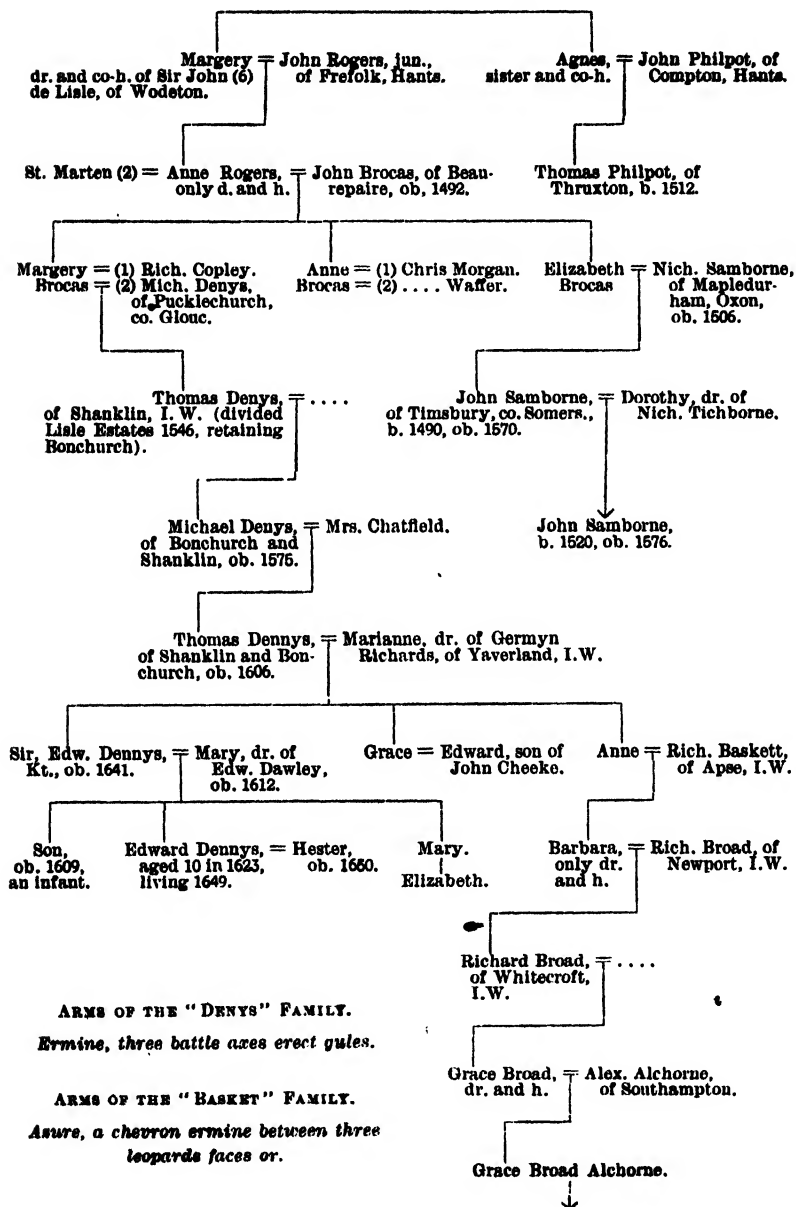 Margery = John Rogers, jun.,
dr. and co-h. of Sir John (6) of Frefolk, Hants.
de Lisle, of Wodeton.
Agnes, = John Philpot, of
sister and co-h. Compton, Hants.
St. Marten (2) = Anne Rogers, = John Brocas, of Beau-
only d. and h. repaire, ob, 1492.
Thomas Philpot, of
Thruxton, b. 1512.
Margery = (1) Rich. Copley.
Brocas = (2) Mich. Denys,
of Pucklechurch,
co. Glouc.
Anne = (1) Chris Morgan.
Brocas = (2) .... Waffer.
Elizabeth = Nich. Samborne,
Brocas of Mapledur-
ham, Oxon,
ob. 1506.
Thomas Denys, = ....
of Shanklin, I. W. (divided
Lisle Estates 1546, retaining
Bonchurch).
John Samborne, = Dorothy, dr. of
of Timsbury, co. Somers., Nich. Tichborne.
b. 1490, ob. 1570.
Michael Denys, = Mrs. Chatfield.
of Bonchurch and
Shanklin, ob. 1575.
John Samborne,
b. 1520, ob. 1576.
Thomas Dennys, = Marianne, dr. of Germyn
of Shanklin and Bon- Richards, of Yaverland, I.W.
church, ob. 1606.
Sir, Edw. Dennys, = Mary, dr. of
Kt., ob. 1641. Edw. Dawley,
ob. 1612.
Grace = Edward, son of
John Cheeke.
Anne = Rich. Baskett,
of Apse, I.W.
Son,
ob. 1609,
an infant.
Edward Dennys, = Hester,
aged 10 in 1623, ob. 1650.
living 1649.
Mary.
Elizabeth.
Barbara, = Rich. Broad, of
only dr. Newport, I.W.
and h.
Richard Broad, = ....
of Whitecroft,
I.W.
ARMS OF THE "DENYS" FAMILY.
Ermine, three battle axes erect gules.
Grace Broad, = Alex. Alchorne,
dr. and h. of Southampton.
ARMS OF THE "BASKET" FAMILY.
Azure, a chevron ermine between three
leopards faces or.
Grace Broad Alchorne.